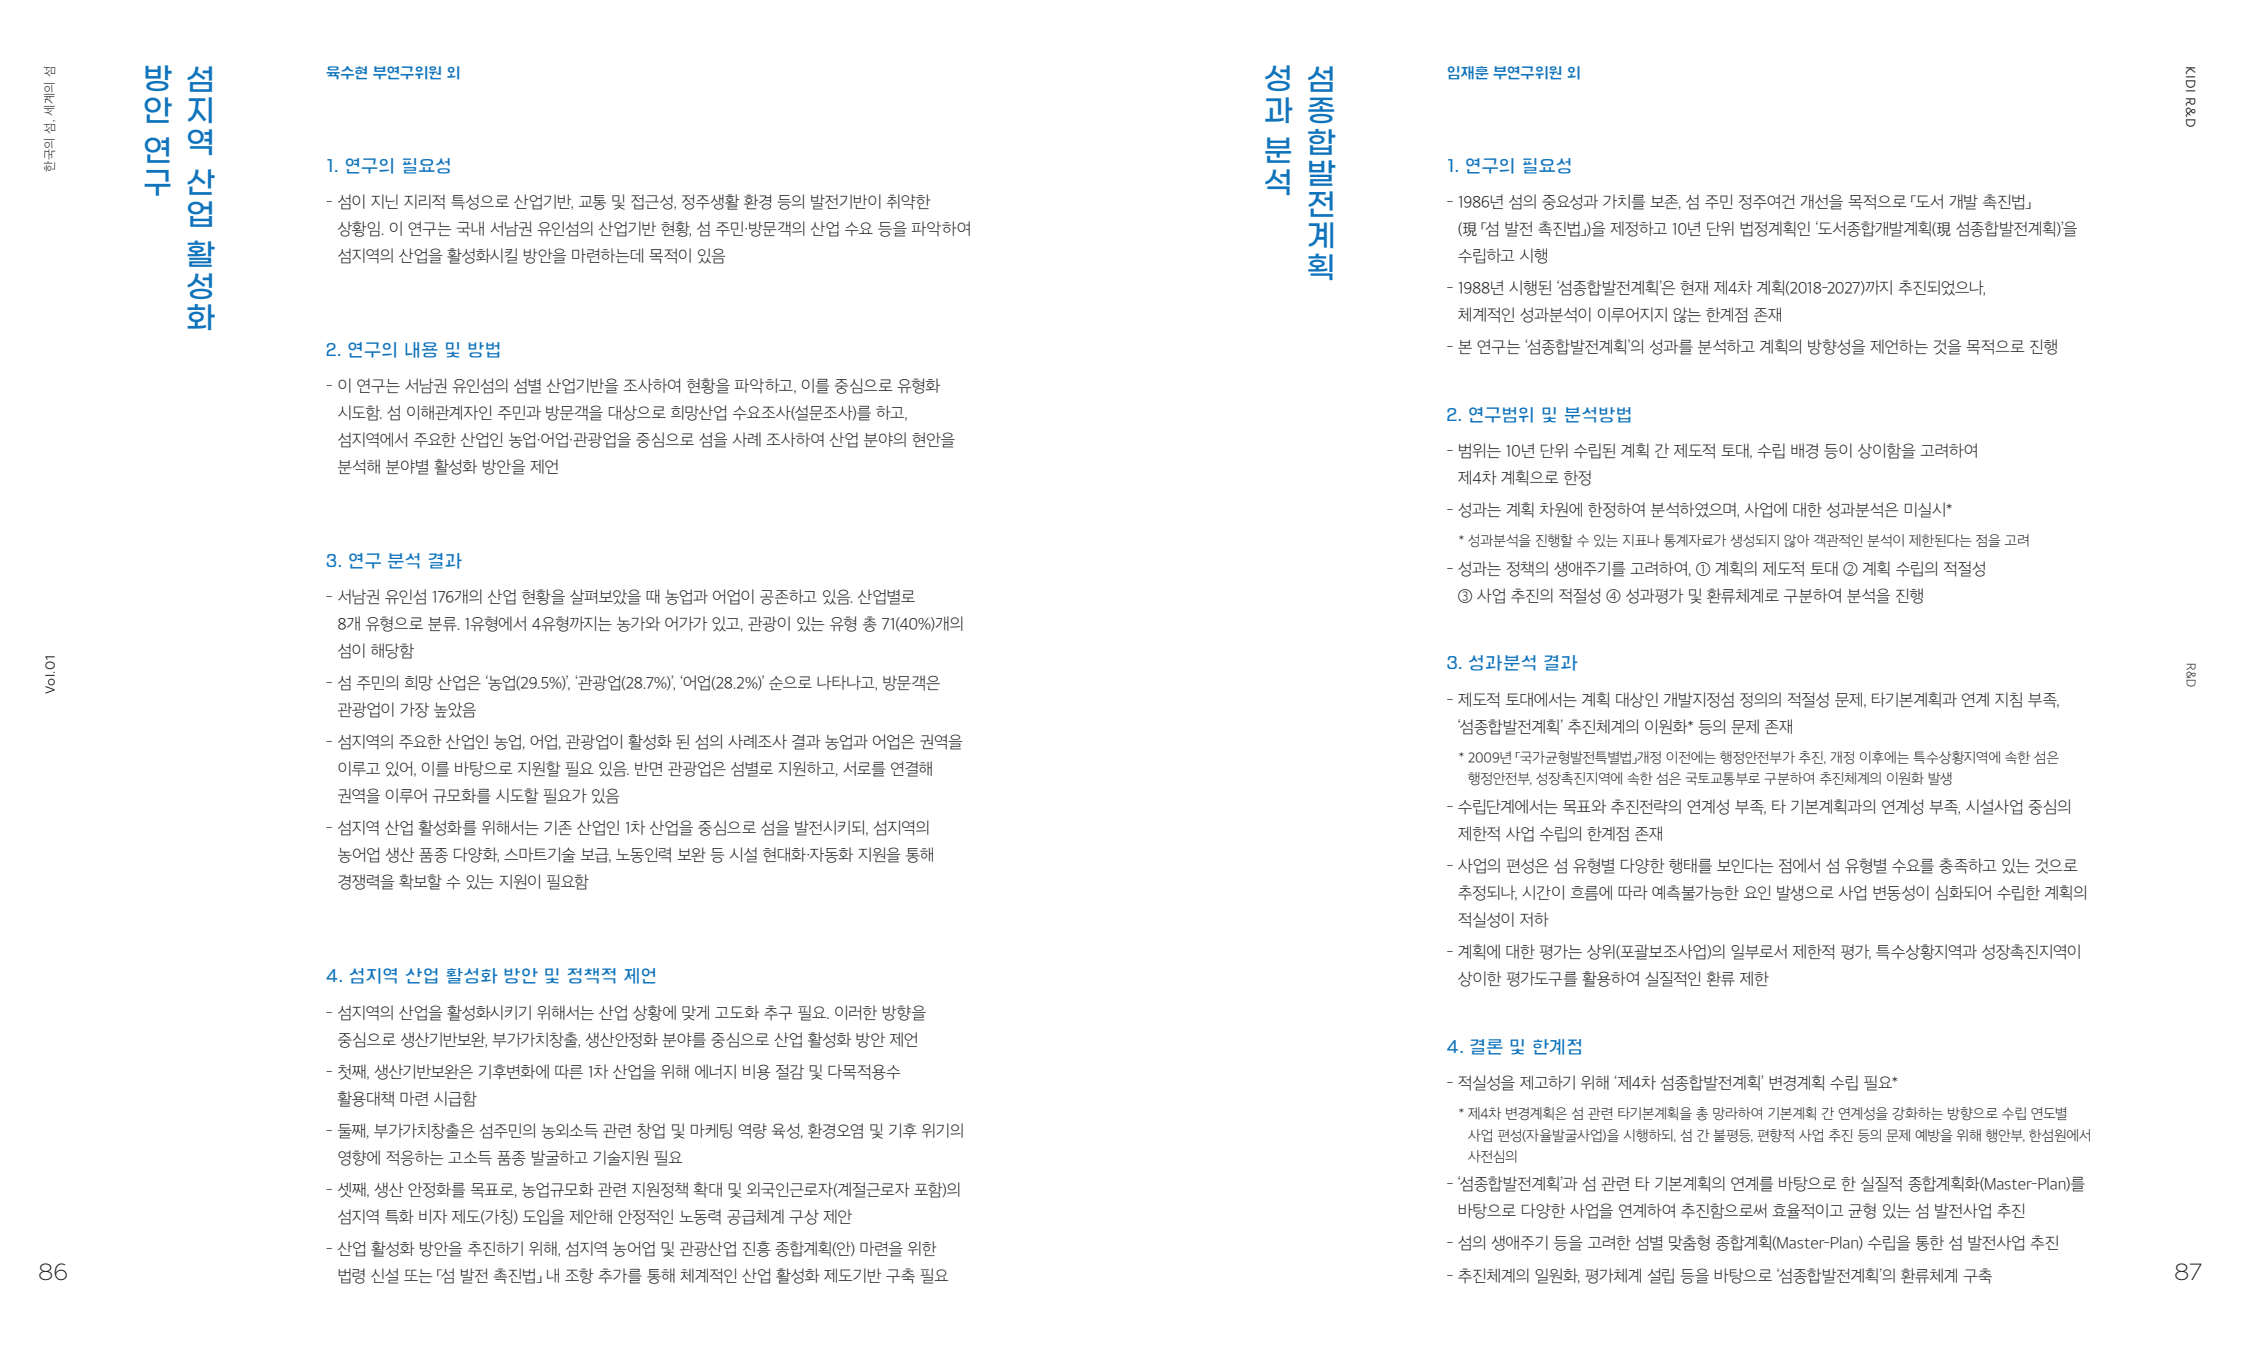 한국의 섬. 세계의 섬
Vol.01
86
섬지역 산업 활성화
방안 연구
육수현 부연구위원 외
1. 연구의 필요성
- 섬이 지닌 지리적 특성으로 산업기반, 교통 및 접근성, 정주생활 환경 등의 발전기반이 취약한
상황임. 이 연구는 국내 서남권 유인섬의 산업기반 현황, 섬 주민·방문객의 산업 수요 등을 파악하여
섬지역의 산업을 활성화시킬 방안을 마련하는데 목적이 있음
2. 연구의 내용 및 방법
- 이 연구는 서남권 유인섬의 섬별 산업기반을 조사하여 현황을 파악하고, 이를 중심으로 유형화
시도함. 섬 이해관계자인 주민과 방문객을 대상으로 희망산업 수요조사(설문조사)를 하고,
섬지역에서 주요한 산업인 농업·어업·관광업을 중심으로 섬을 사례 조사하여 산업 분야의 현안을
분석해 분야별 활성화 방안을 제언
3. 연구 분석 결과
- 서남권 유인섬 176개의 산업 현황을 살펴보았을 때 농업과 어업이 공존하고 있음. 산업별로
8개 유형으로 분류. 1유형에서 4유형까지는 농가와 어가가 있고, 관광이 있는 유형 총 71(40%)개의
섬이 해당함
- 섬 주민의 희망 산업은 ‘농업(29.5%)’, ‘관광업(28.7%)’, ‘어업(28.2%)’ 순으로 나타나고, 방문객은
관광업이 가장 높았음
- 섬지역의 주요한 산업인 농업, 어업, 관광업이 활성화 된 섬의 사례조사 결과 농업과 어업은 권역을
이루고 있어, 이를 바탕으로 지원할 필요 있음. 반면 관광업은 섬별로 지원하고, 서로를 연결해
권역을 이루어 규모화를 시도할 필요가 있음
- 섬지역 산업 활성화를 위해서는 기존 산업인 1차 산업을 중심으로 섬을 발전시키되, 섬지역의
농어업 생산 품종 다양화, 스마트기술 보급, 노동인력 보완 등 시설 현대화·자동화 지원을 통해
경쟁력을 확보할 수 있는 지원이 필요함
4. 섬지역 산업 활성화 방안 및 정책적 제언
- 섬지역의 산업을 활성화시키기 위해서는 산업 상황에 맞게 고도화 추구 필요. 이러한 방향을
중심으로 생산기반보완, 부가가치창출, 생산안정화 분야를 중심으로 산업 활성화 방안 제언
- 첫째, 생산기반보완은 기후변화에 따른 1차 산업을 위해 에너지 비용 절감 및 다목적용수
활용대책 마련 시급함
- 둘째, 부가가치창출은 섬주민의 농외소득 관련 창업 및 마케팅 역량 육성, 환경오염 및 기후 위기의
영향에 적응하는 고소득 품종 발굴하고 기술지원 필요
- 셋째, 생산 안정화를 목표로, 농업규모화 관련 지원정책 확대 및 외국인근로자(계절근로자 포함)의
섬지역 특화 비자 제도(가칭) 도입을 제안해 안정적인 노동력 공급체계 구상 제안
- 산업 활성화 방안을 추진하기 위해, 섬지역 농어업 및 관광산업 진흥 종합계획(안) 마련을 위한
법령 신설 또는 「섬 발전 촉진법」 내 조항 추가를 통해 체계적인 산업 활성화 제도기반 구축 필요
섬종합발전계획
성과 분석
임재훈 부연구위원 외
1. 연구의 필요성
- 1986년 섬의 중요성과 가치를 보존, 섬 주민 정주여건 개선을 목적으로 「도서 개발 촉진법」
(現 「섬 발전 촉진법」)을 제정하고 10년 단위 법정계획인 ‘도서종합개발계획(現 섬종합발전계획)’을
수립하고 시행
- 1988년 시행된 ‘섬종합발전계획’은 현재 제4차 계획(2018-2027)까지 추진되었으나,
체계적인 성과분석이 이루어지지 않는 한계점 존재
- 본 연구는 ‘섬종합발전계획’의 성과를 분석하고 계획의 방향성을 제언하는 것을 목적으로 진행
2. 연구범위 및 분석방법
- 범위는 10년 단위 수립된 계획 간 제도적 토대, 수립 배경 등이 상이함을 고려하여
제4차 계획으로 한정
- 성과는 계획 차원에 한정하여 분석하였으며, 사업에 대한 성과분석은 미실시*
* 성과분석을 진행할 수 있는 지표나 통계자료가 생성되지 않아 객관적인 분석이 제한된다는 점을 고려
- 성과는 정책의 생애주기를 고려하여, ① 계획의 제도적 토대 ② 계획 수립의 적절성
③ 사업 추진의 적절성 ④ 성과평가 및 환류체계로 구분하여 분석을 진행
3. 성과분석 결과
- 제도적 토대에서는 계획 대상인 개발지정섬 정의의 적절성 문제, 타기본계획과 연계 지침 부족,
‘섬종합발전계획’ 추진체계의 이원화* 등의 문제 존재
* 2009년 「국가균형발전특별법」개정 이전에는 행정안전부가 추진, 개정 이후에는 특수상황지역에 속한 섬은
행정안전부, 성장촉진지역에 속한 섬은 국토교통부로 구분하여 추진체계의 이원화 발생
- 수립단계에서는 목표와 추진전략의 연계성 부족, 타 기본계획과의 연계성 부족, 시설사업 중심의
제한적 사업 수립의 한계점 존재
- 사업의 편성은 섬 유형별 다양한 행태를 보인다는 점에서 섬 유형별 수요를 충족하고 있는 것으로
추정되나, 시간이 흐름에 따라 예측불가능한 요인 발생으로 사업 변동성이 심화되어 수립한 계획의
적실성이 저하
- 계획에 대한 평가는 상위(포괄보조사업)의 일부로서 제한적 평가, 특수상황지역과 성장촉진지역이
상이한 평가도구를 활용하여 실질적인 환류 제한
4. 결론 및 한계점
- 적실성을 제고하기 위해 ‘제4차 섬종합발전계획’ 변경계획 수립 필요*
* 제4차 변경계획은 섬 관련 타기본계획을 총 망라하여 기본계획 간 연계성을 강화하는 방향으로 수립 연도별
사업 편성(자율발굴사업)을 시행하되, 섬 간 불평등, 편향적 사업 추진 등의 문제 예방을 위해 행안부, 한섬원에서
사전심의
- ‘섬종합발전계획’과 섬 관련 타 기본계획의 연계를 바탕으로 한 실질적 종합계획화(Master-Plan)를
바탕으로 다양한 사업을 연계하여 추진함으로써 효율적이고 균형 있는 섬 발전사업 추진
- 섬의 생애주기 등을 고려한 섬별 맞춤형 종합계획(Master-Plan) 수립을 통한 섬 발전사업 추진
- 추진체계의 일원화, 평가체계 설립 등을 바탕으로 ‘섬종합발전계획’의 환류체계 구축
KIDI R&D
R&D
87